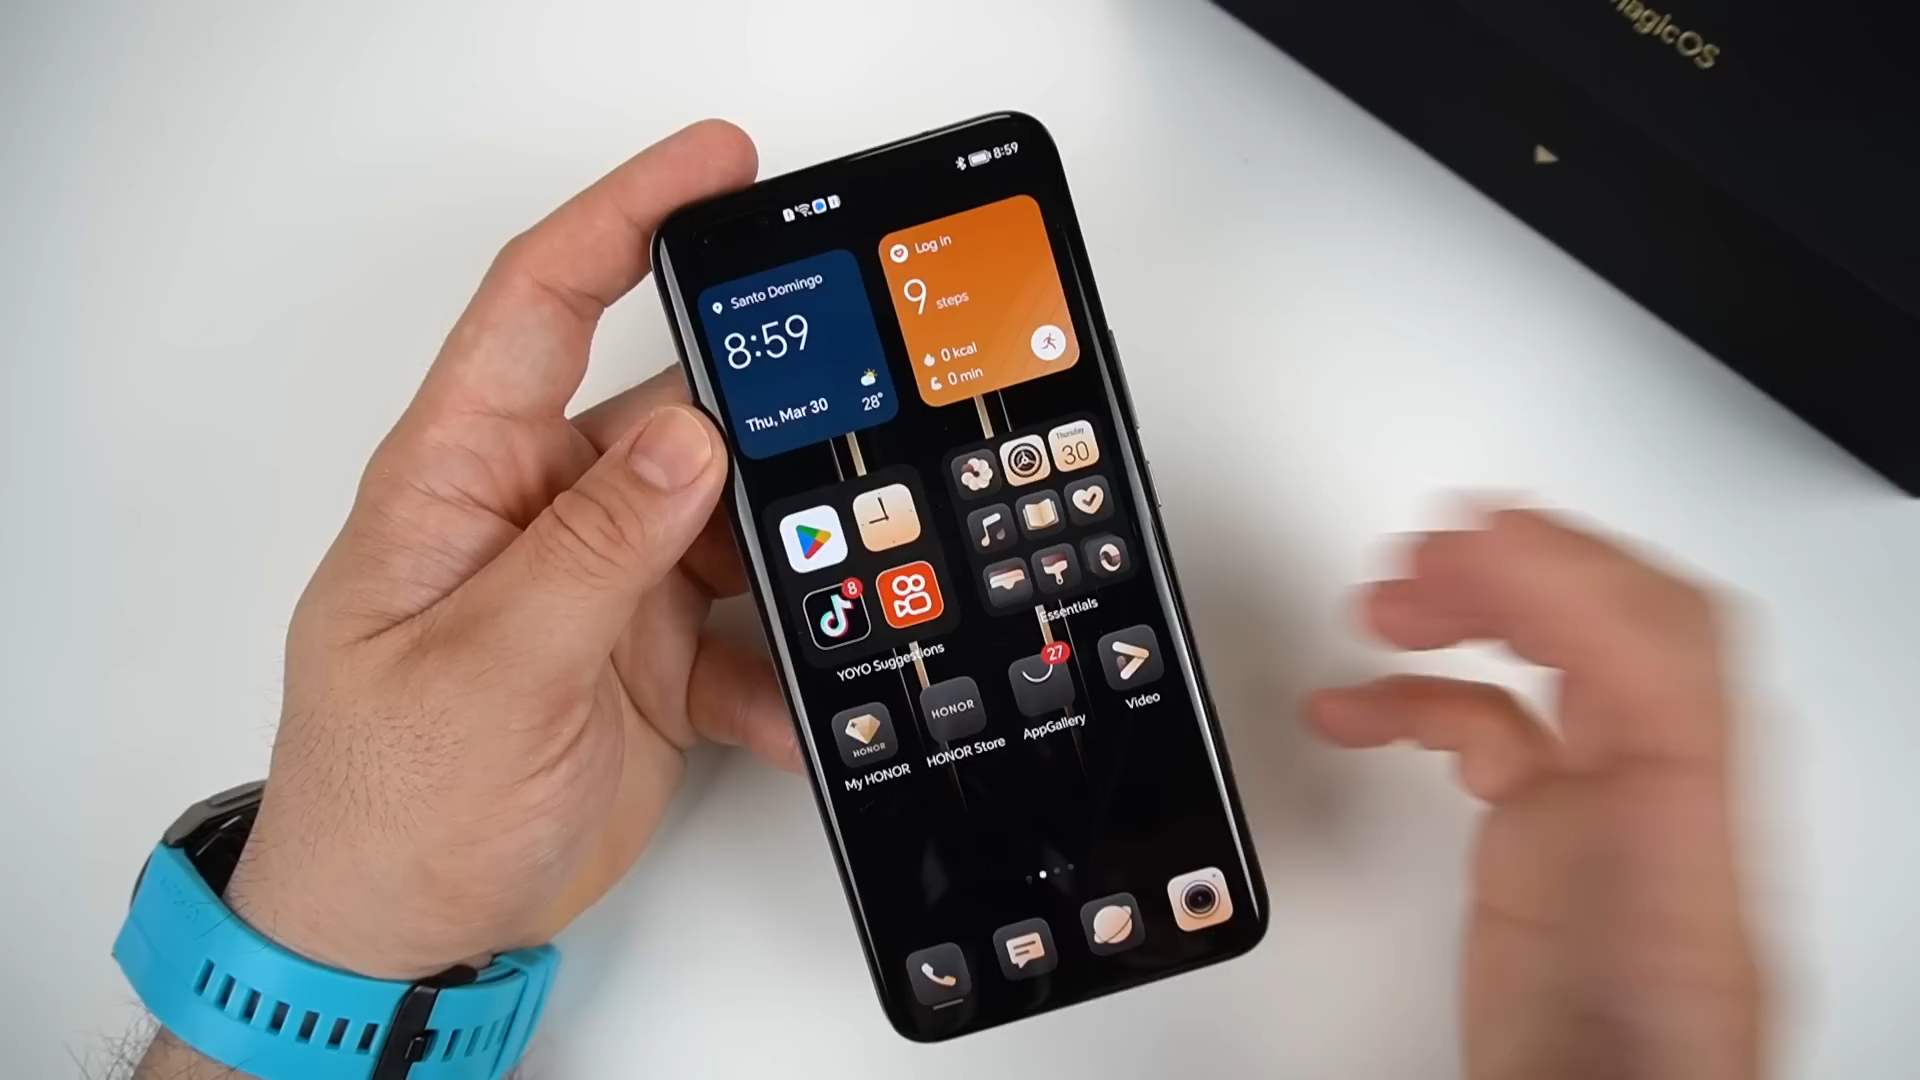 MagicOS
8:59
Santo Domingo
8:59
Thu, Mar 30
28°
Log in
9 steps
0 kcal
0 min
Thursday
30
8
YOYO Suggestions
Essentials
27
HONOR
My HONOR
HONOR
HONOR Store
AppGallery
Video